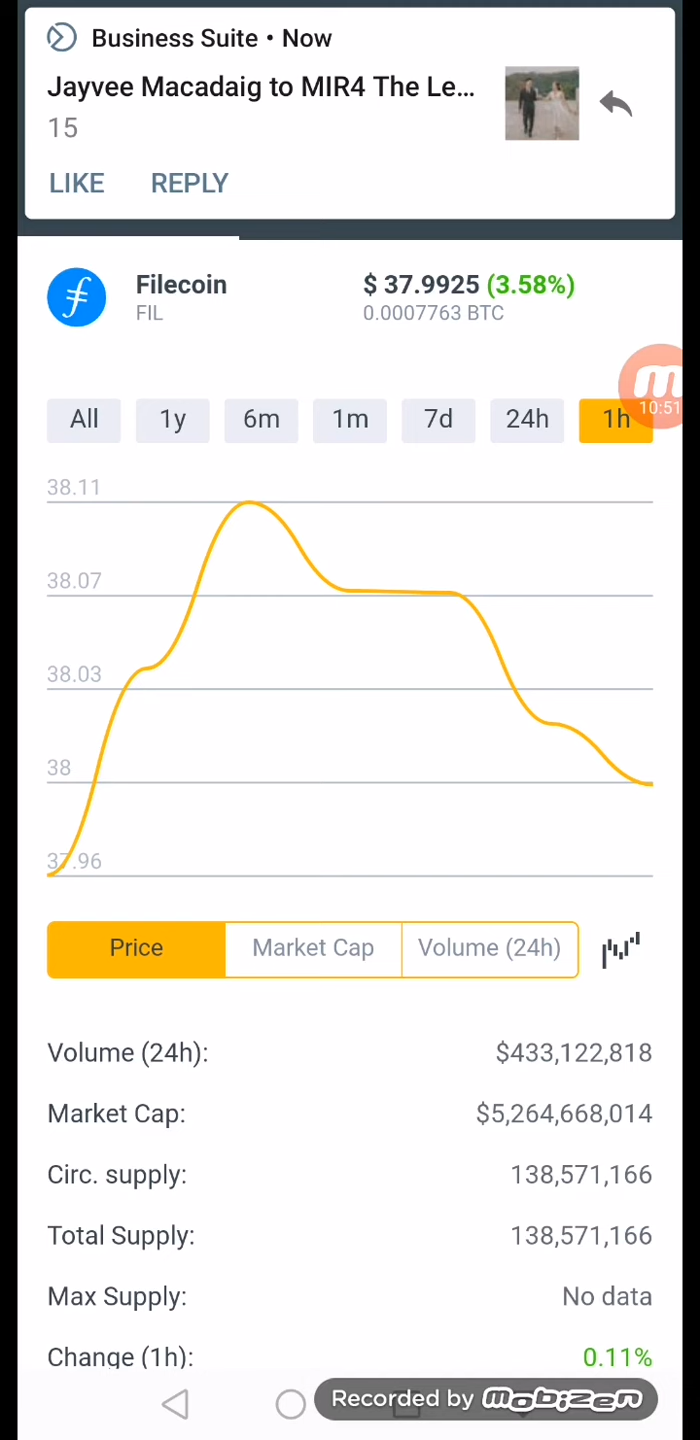 Business Suite • Now
Jayvee Macadaig to MIR4 The Le...
15
LIKE REPLY
Filecoin $ 37.9925 (3.58%)
FIL 0.0007763 BTC
10:51
All 1y 6m 1m 7d 24h 1h
38.11
38.07
38.03
38
37.96
Price Market Cap Volume (24h)
Volume (24h): $433,122,818
Market Cap: $5,264,668,014
Circ. supply: 138,571,166
Total Supply: 138,571,166
Max Supply: No data
Change (1h): 0.11%
Recorded by mobizen